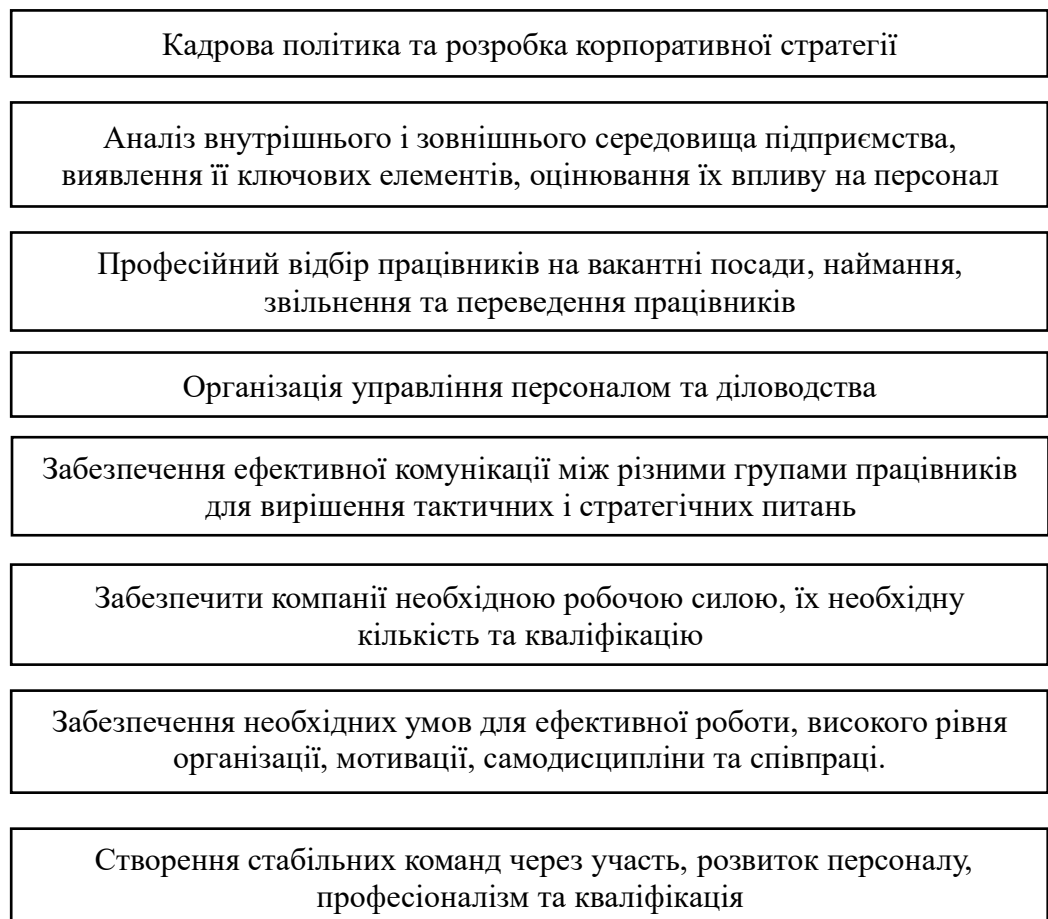 Кадрова політика та розробка корпоративної стратегії
Аналіз внутрішнього і зовнішнього середовища підприємства,
виявлення її ключових елементів, оцінювання їх впливу на персонал
Професійний відбір працівників на вакантні посади, наймання,
звільнення та переведення працівників
Організація управління персоналом та діловодства
Забезпечення ефективної комунікації між різними групами працівників
для вирішення тактичних і стратегічних питань
Забезпечити компанії необхідною робочою силою, їх необхідну
кількість та кваліфікацію
Забезпечення необхідних умов для ефективної роботи, високого рівня
організації, мотивації, самодисципліни та співпраці.
Створення стабільних команд через участь, розвиток персоналу,
професіоналізм та кваліфікація